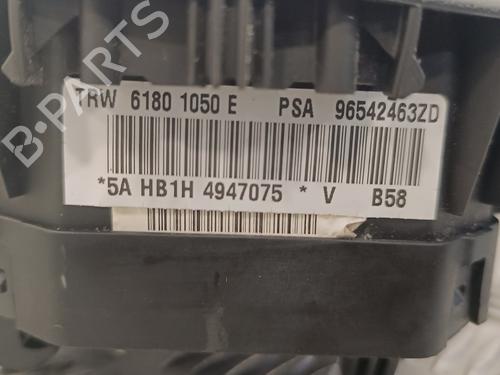 TRW 6180 1050 E PSA 96542463ZD
*5A HB1H 4947075 * V B58
B-PARTS